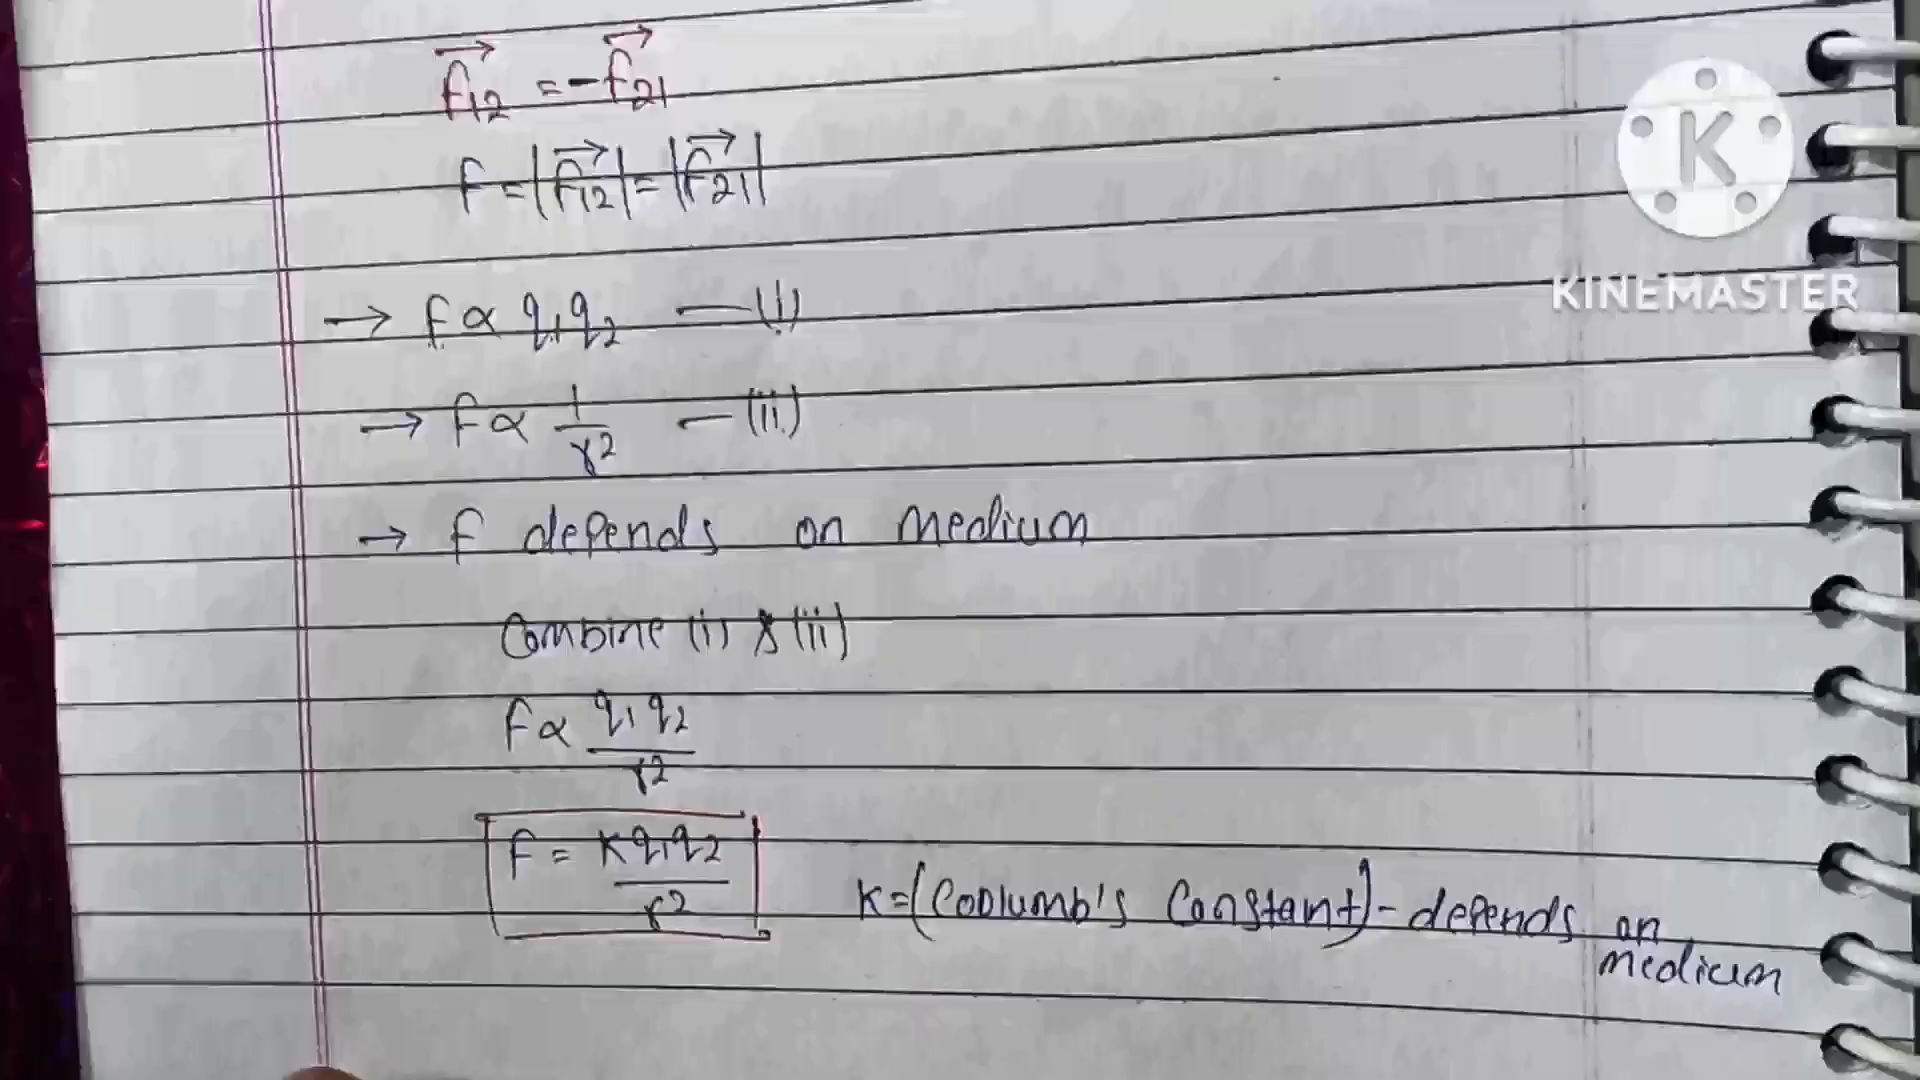 F₁₂ = -F₂₁
F = |F₁₂| = |F₂₁|
→ F ∝ q₁q₂ —(i)
→ F ∝ 1/r² —(ii)
→ F depends on medium
Combine (i) & (ii)
F ∝ q₁q₂/r²
F = Kq₁q₂/r²
K=(Coolumb's Constant)- depends on
medium
K
KINEMASTER